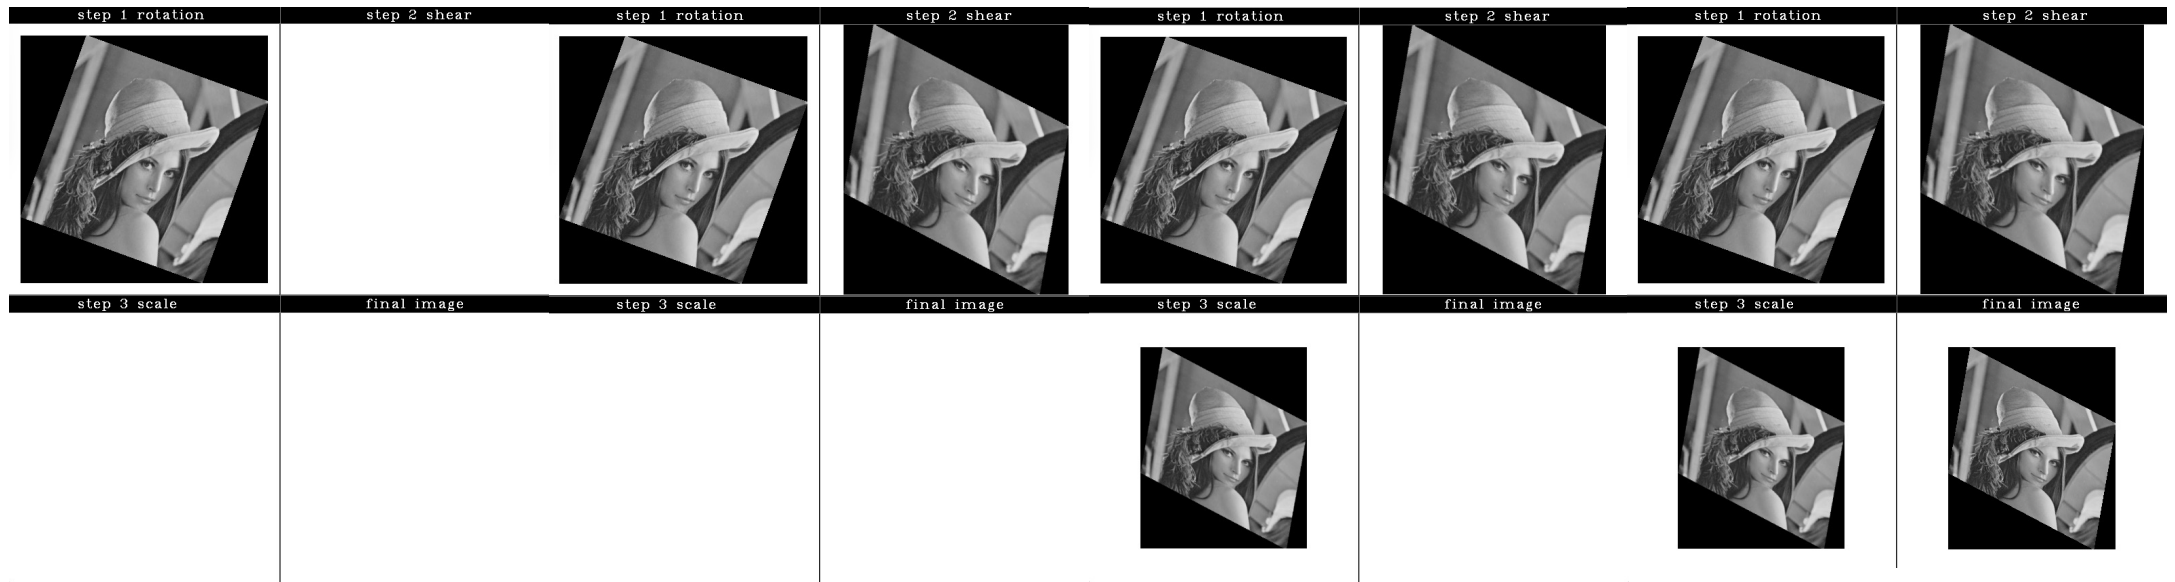 step 1 rotation step 2 shear step 1 rotation step 2 shear step 1 rotation step 2 shear step 1 rotation step 2 shear
step 3 scale final image step 3 scale final image step 3 scale final image step 3 scale final image